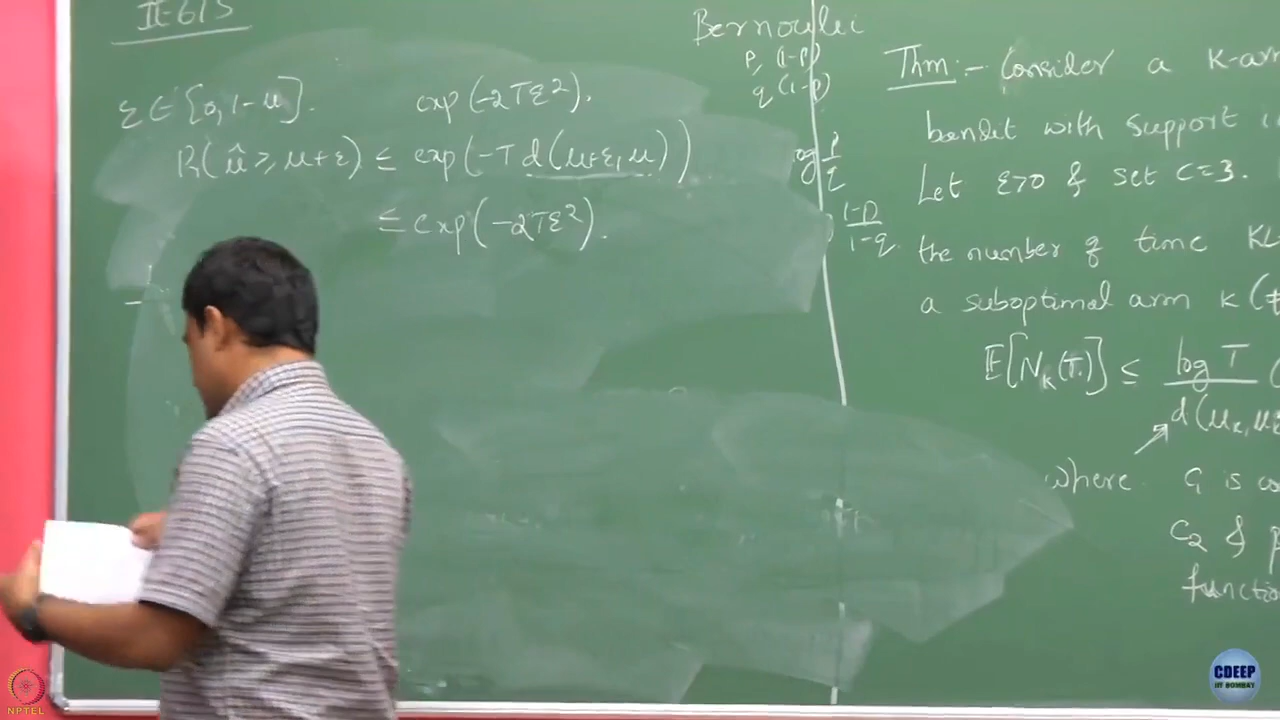 IE-613
ε ∈ [0, 1-μ].
exp(-2Tε²).
Pr(μ̂ ≥ μ+ε) ≤ exp(-T d(μ+ε, μ))
≤ exp(-2Tε²).
Bernoulli
p, (1-p)
q (1-p)
log p/q
1-p/1-q
Thm:- Consider a K-ar
bandit with support i
Let ε>0 & set c=3.
the number of time KL
a suboptimal arm k (
E[N_k(T)] ≤ log T / d(μ_k, μ
where C₁ is co
C₂ &
functio
NPTEL
CDEEP
IIT BOMBAY